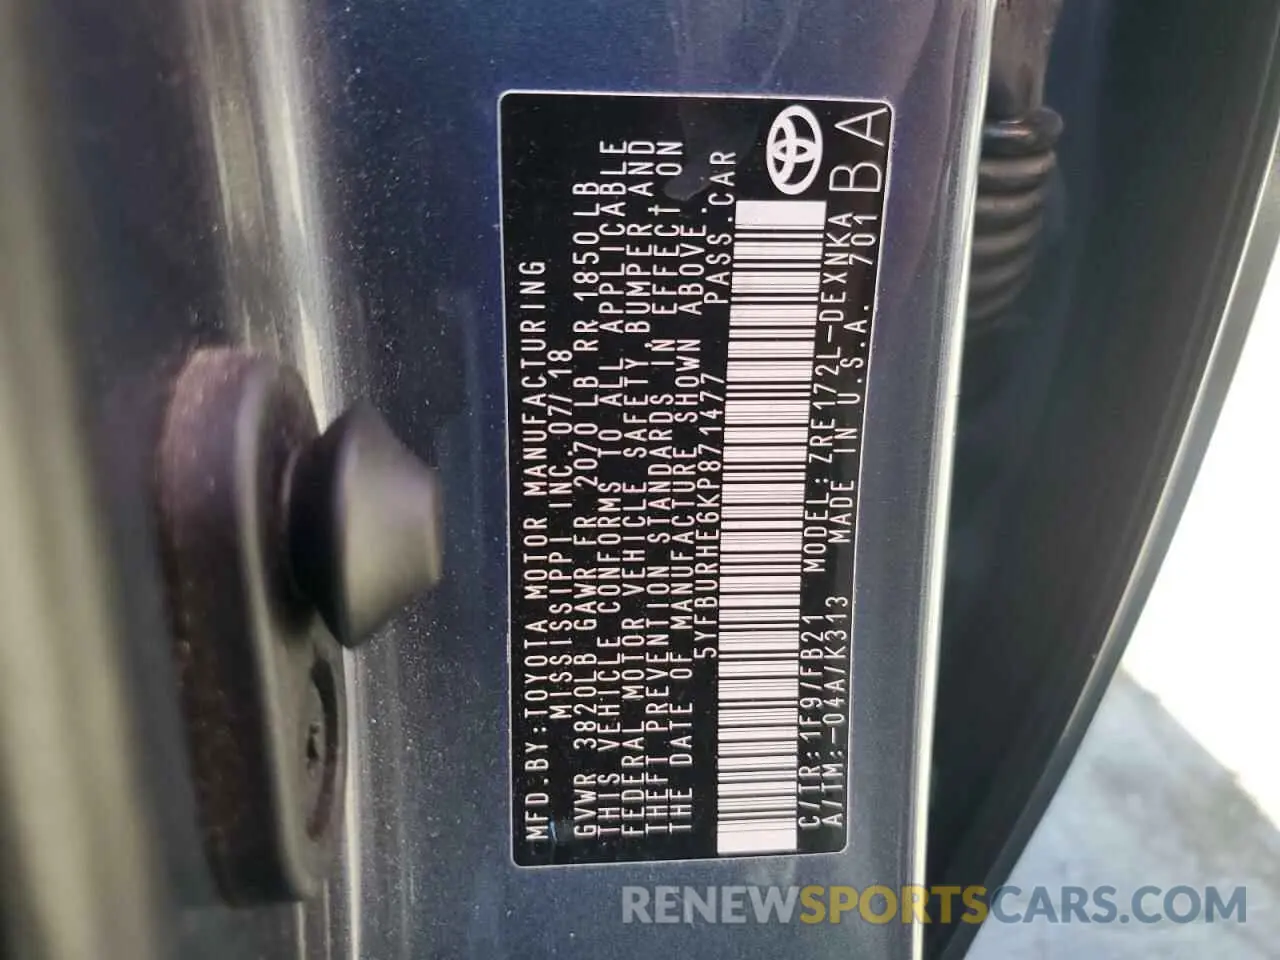 MFD.BY:TOYOTA MOTOR MANUFACTURING
MISSISSIPPI INC. 07/18
GVWR 3820LB GAWR FR 2070LB RR 1850LB
THIS VEHICLE CONFORMS TO ALL APPLICABLE
FEDERAL MOTOR VEHICLE SAFETY,BUMPER,AND
THEFT PREVENTION STANDARDS IN EFFECT ON
THE DATE OF MANUFACTURE SHOWN ABOVE.
5YFBURHE6KP871477 PASS.CAR
C/TR:1F9/FB21 MODEL:ZRE172L-DEXNKA
A/TM:-04A/K313 MADE IN U.S.A. 701
BA
RENEWSPORTSCARS.COM